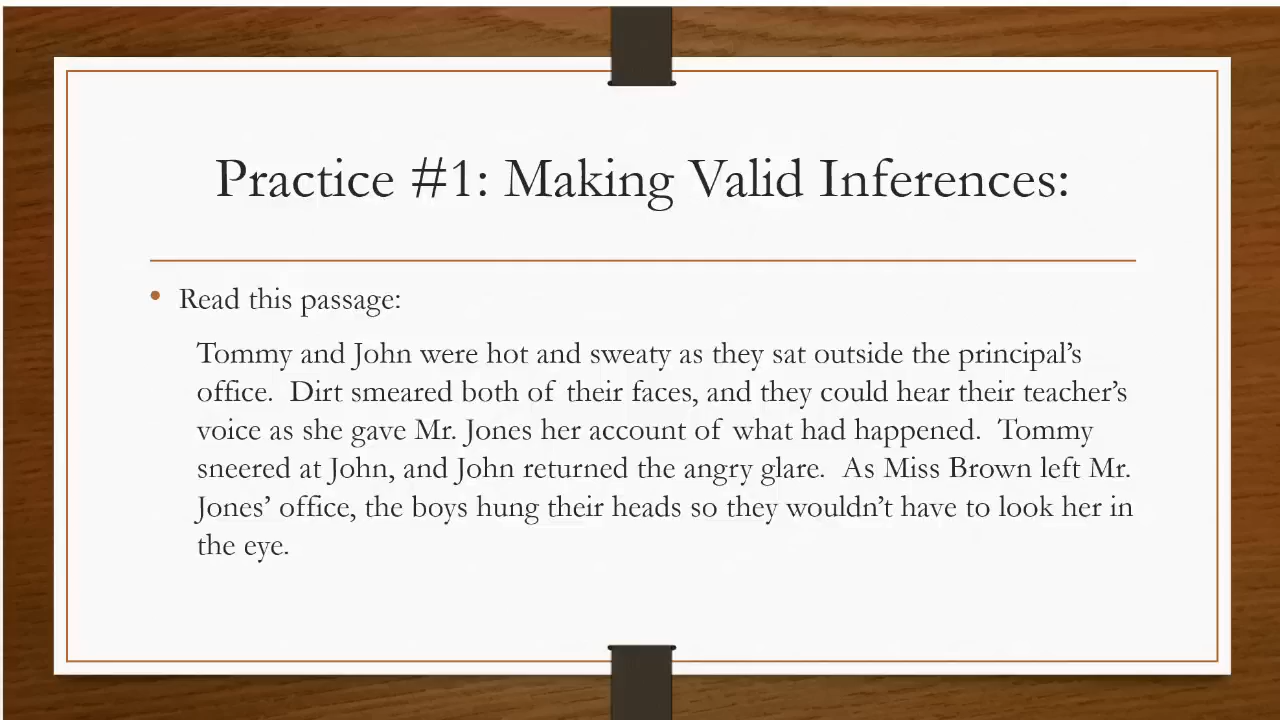 Practice #1: Making Valid Inferences:
• Read this passage:
Tommy and John were hot and sweaty as they sat outside the principal’s
office.  Dirt smeared both of their faces, and they could hear their teacher’s
voice as she gave Mr. Jones her account of what had happened.  Tommy
sneered at John, and John returned the angry glare.  As Miss Brown left Mr.
Jones’ office, the boys hung their heads so they wouldn’t have to look her in
the eye.